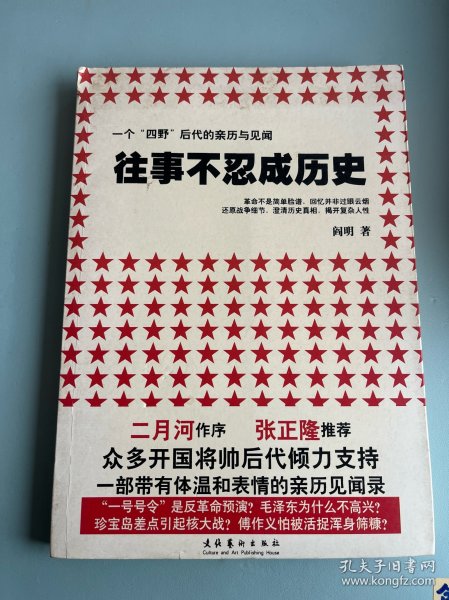 一个“四野”后代的亲历与见闻
往事不忍成历史
革命不是简单脸谱，回忆并非过眼云烟
还原战争细节，澄清历史真相，揭开复杂人性
阎明 著
二月河作序 张正隆推荐
众多开国将帅后代倾力支持
一部带有体温和表情的亲历见闻录
“一号号令”是反革命预演？毛泽东为什么不高兴？
珍宝岛差点引起核大战？傅作义怕被活捉浑身筛糠？
文化艺术出版社
Culture and Art Publishing House
孔夫子旧书网
www.kongfz.com